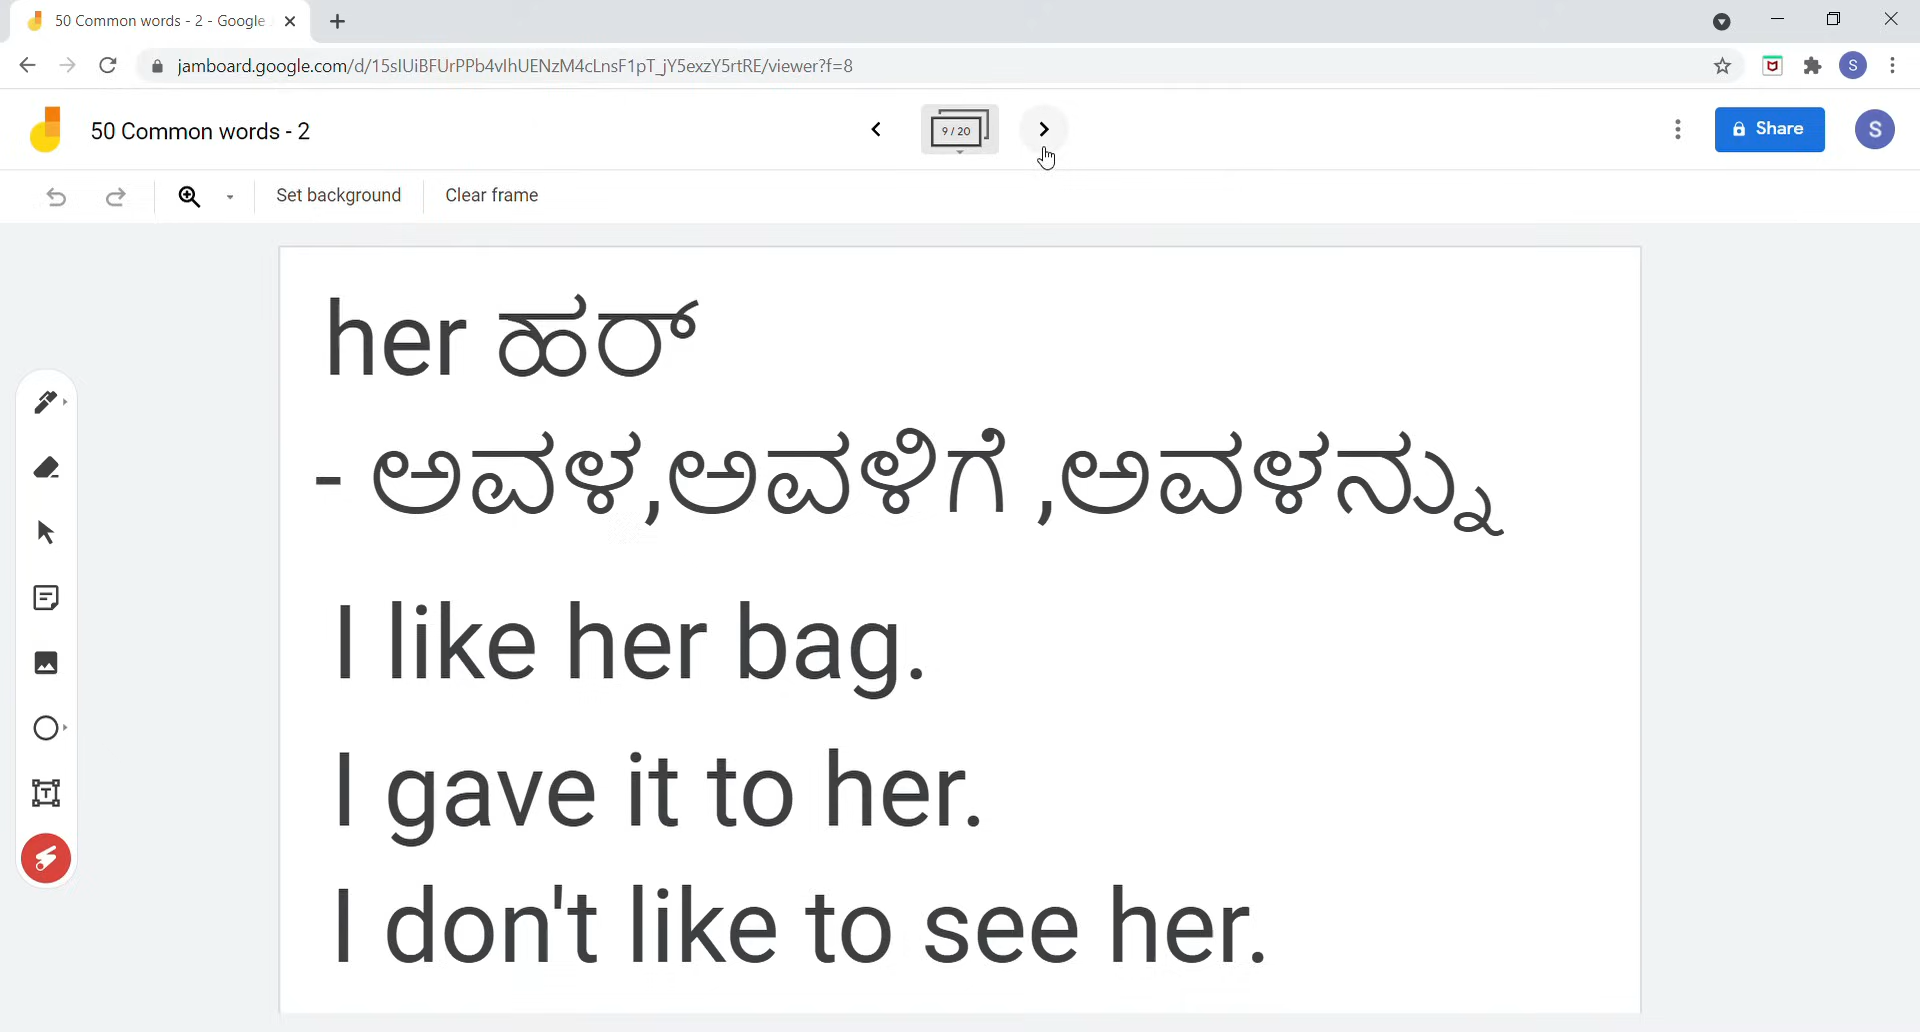 50 Common words - 2 - Google
jamboard.google.com/d/15slUiBFUrPPb4vlhUENzM4cLnsF1pT_jY5exzY5rtRE/viewer?f=8
S
50 Common words - 2
9 / 20
Share
S
Set background
Clear frame
her ಹರ್
- ಅವಳ,ಅವಳಿಗೆ ,ಅವಳನ್ನು
I like her bag.
I gave it to her.
I don't like to see her.